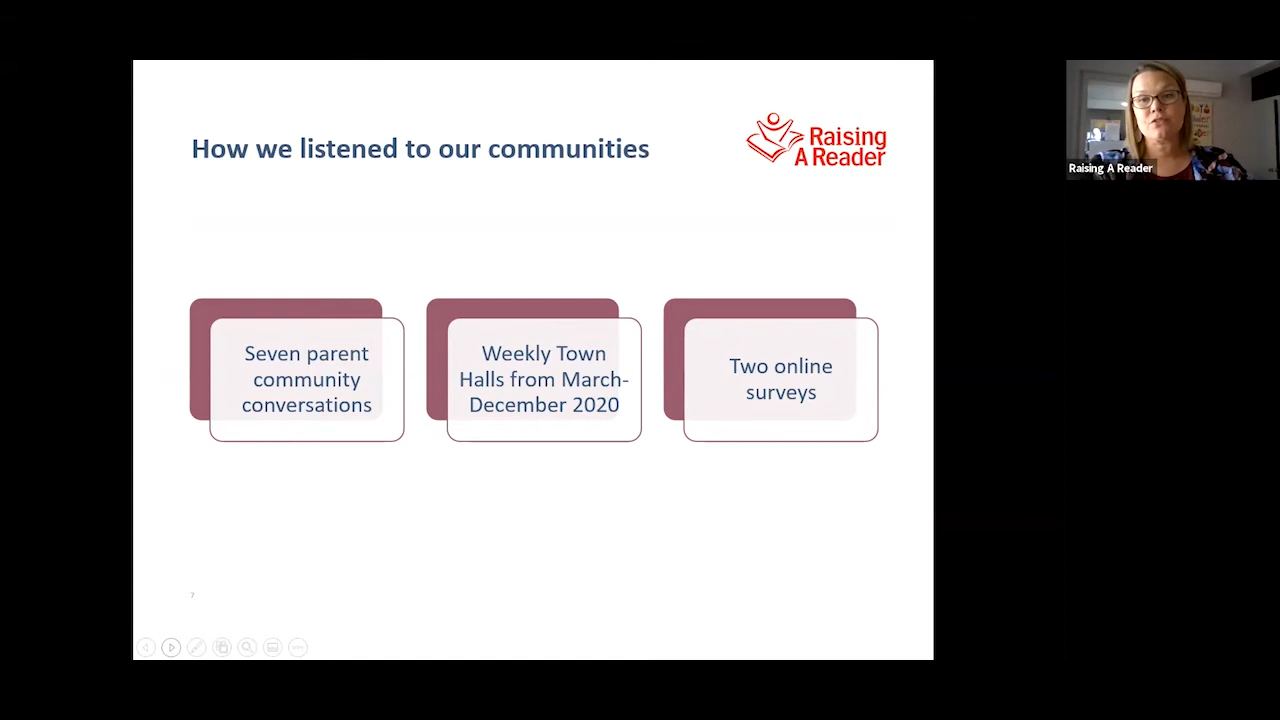 How we listened to our communities
Raising
A Reader
Raising A Reader
Seven parent
community
conversations
Weekly Town
Halls from March-
December 2020
Two online
surveys
7